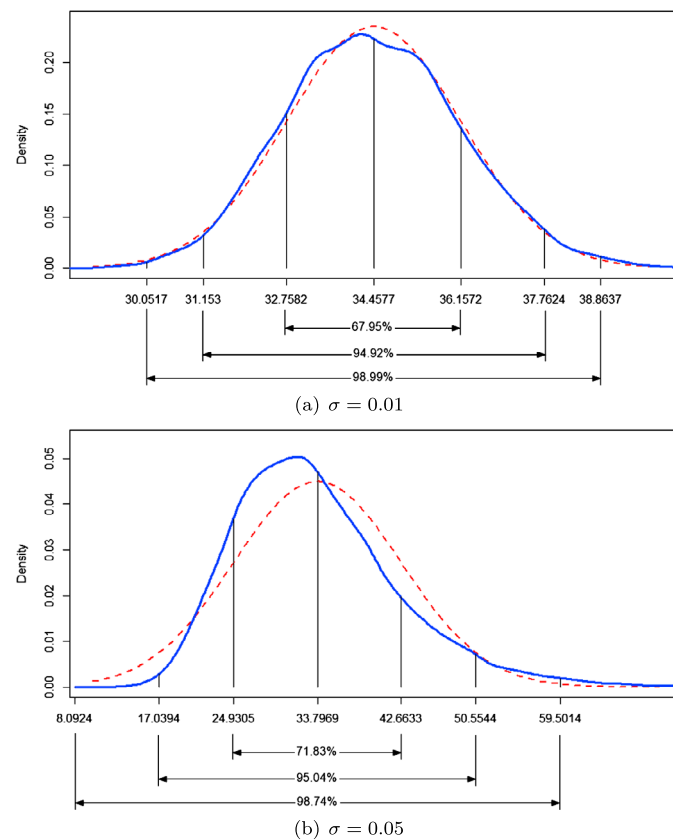 0.20
0.15
0.10
0.05
0.00
Density
30.0517 31.153 32.7582 34.4577 36.1572 37.7624 38.8637
67.95%
94.92%
98.99%
(a) σ = 0.01
0.05
0.04
0.03
0.02
0.01
0.00
Density
8.0924 17.0394 24.9305 33.7969 42.6633 50.5544 59.5014
71.83%
95.04%
98.74%
(b) σ = 0.05